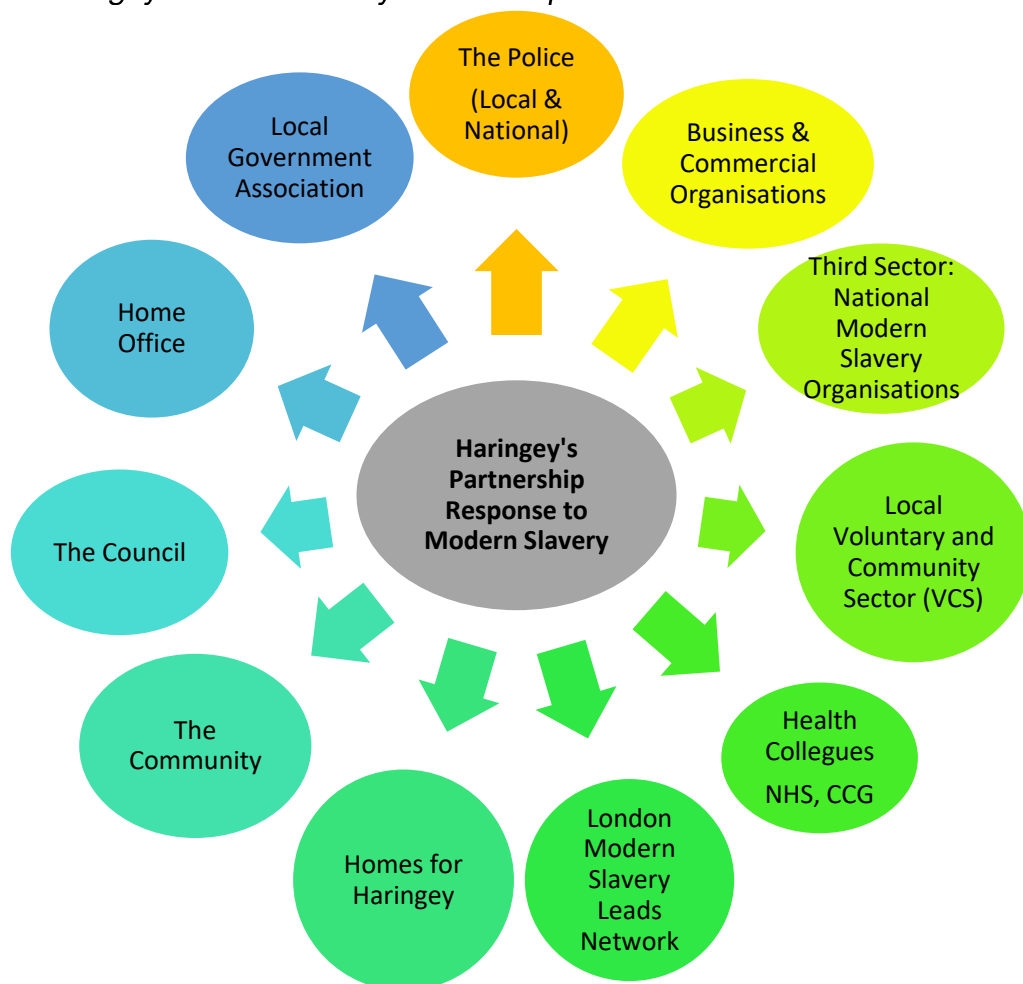 The Police
(Local &
National)
Business &
Commercial
Organisations
Third Sector:
National
Modern
Slavery
Organisations
Local
Voluntary and
Community
Sector (VCS)
Health
Collegues
NHS, CCG
London
Modern
Slavery
Leads
Network
Homes for
Haringey
The
Community
The Council
Home
Office
Local
Government
Association
Haringey's
Partnership
Response to
Modern Slavery